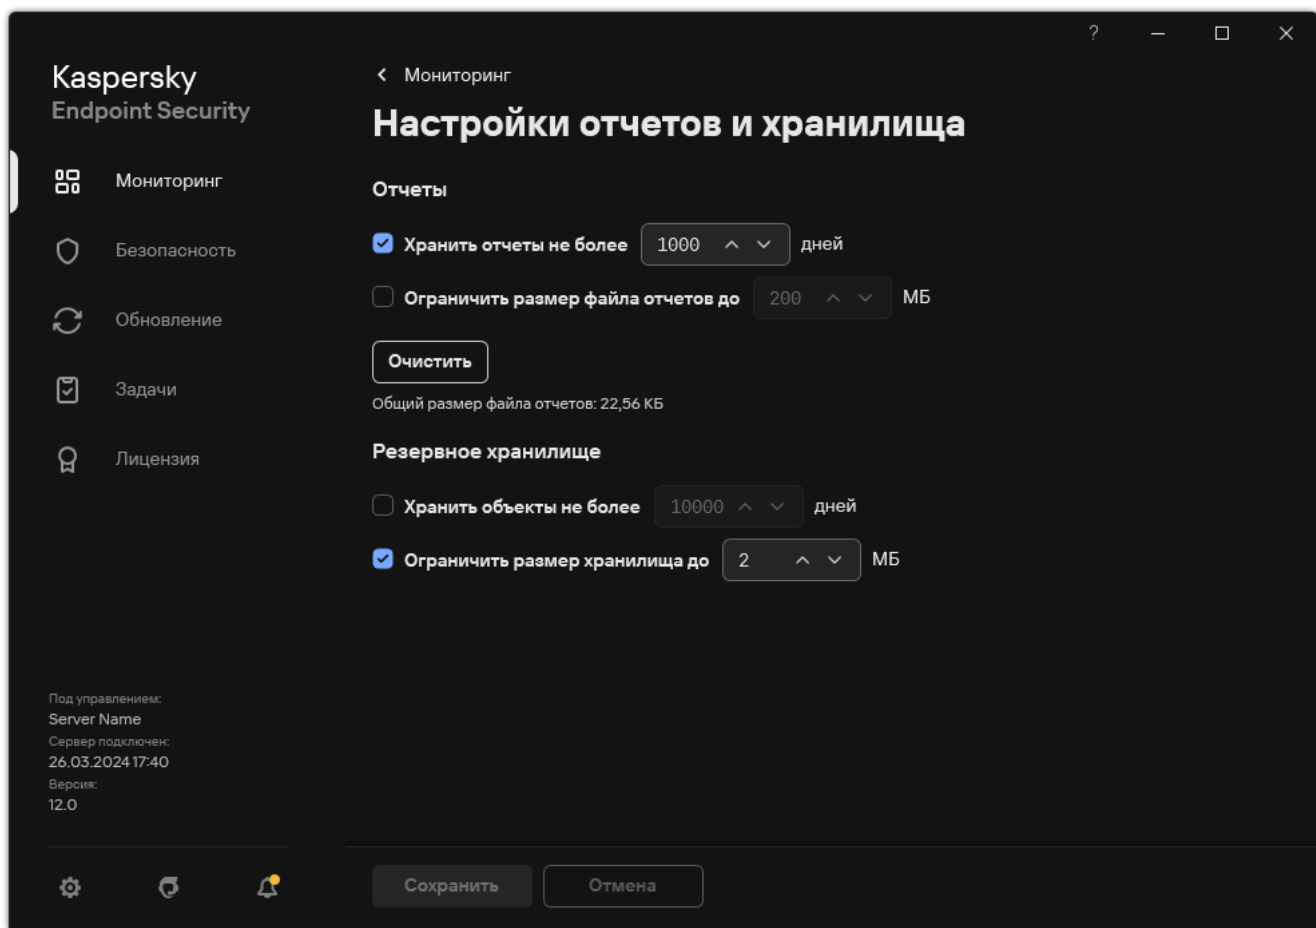 ?
Kaspersky
Endpoint Security
Мониторинг
Безопасность
Обновление
Задачи
Лицензия
Под управлением:
Server Name
Сервер подключен:
26.03.2024 17:40
Версия:
12.0
Мониторинг
Настройки отчетов и хранилища
Отчеты
Хранить отчеты не более 1000 дней
Ограничить размер файла отчетов до 200 МБ
Очистить
Общий размер файла отчетов: 22,56 КБ
Резервное хранилище
Хранить объекты не более 10000 дней
Ограничить размер хранилища до 2 МБ
Сохранить Отмена